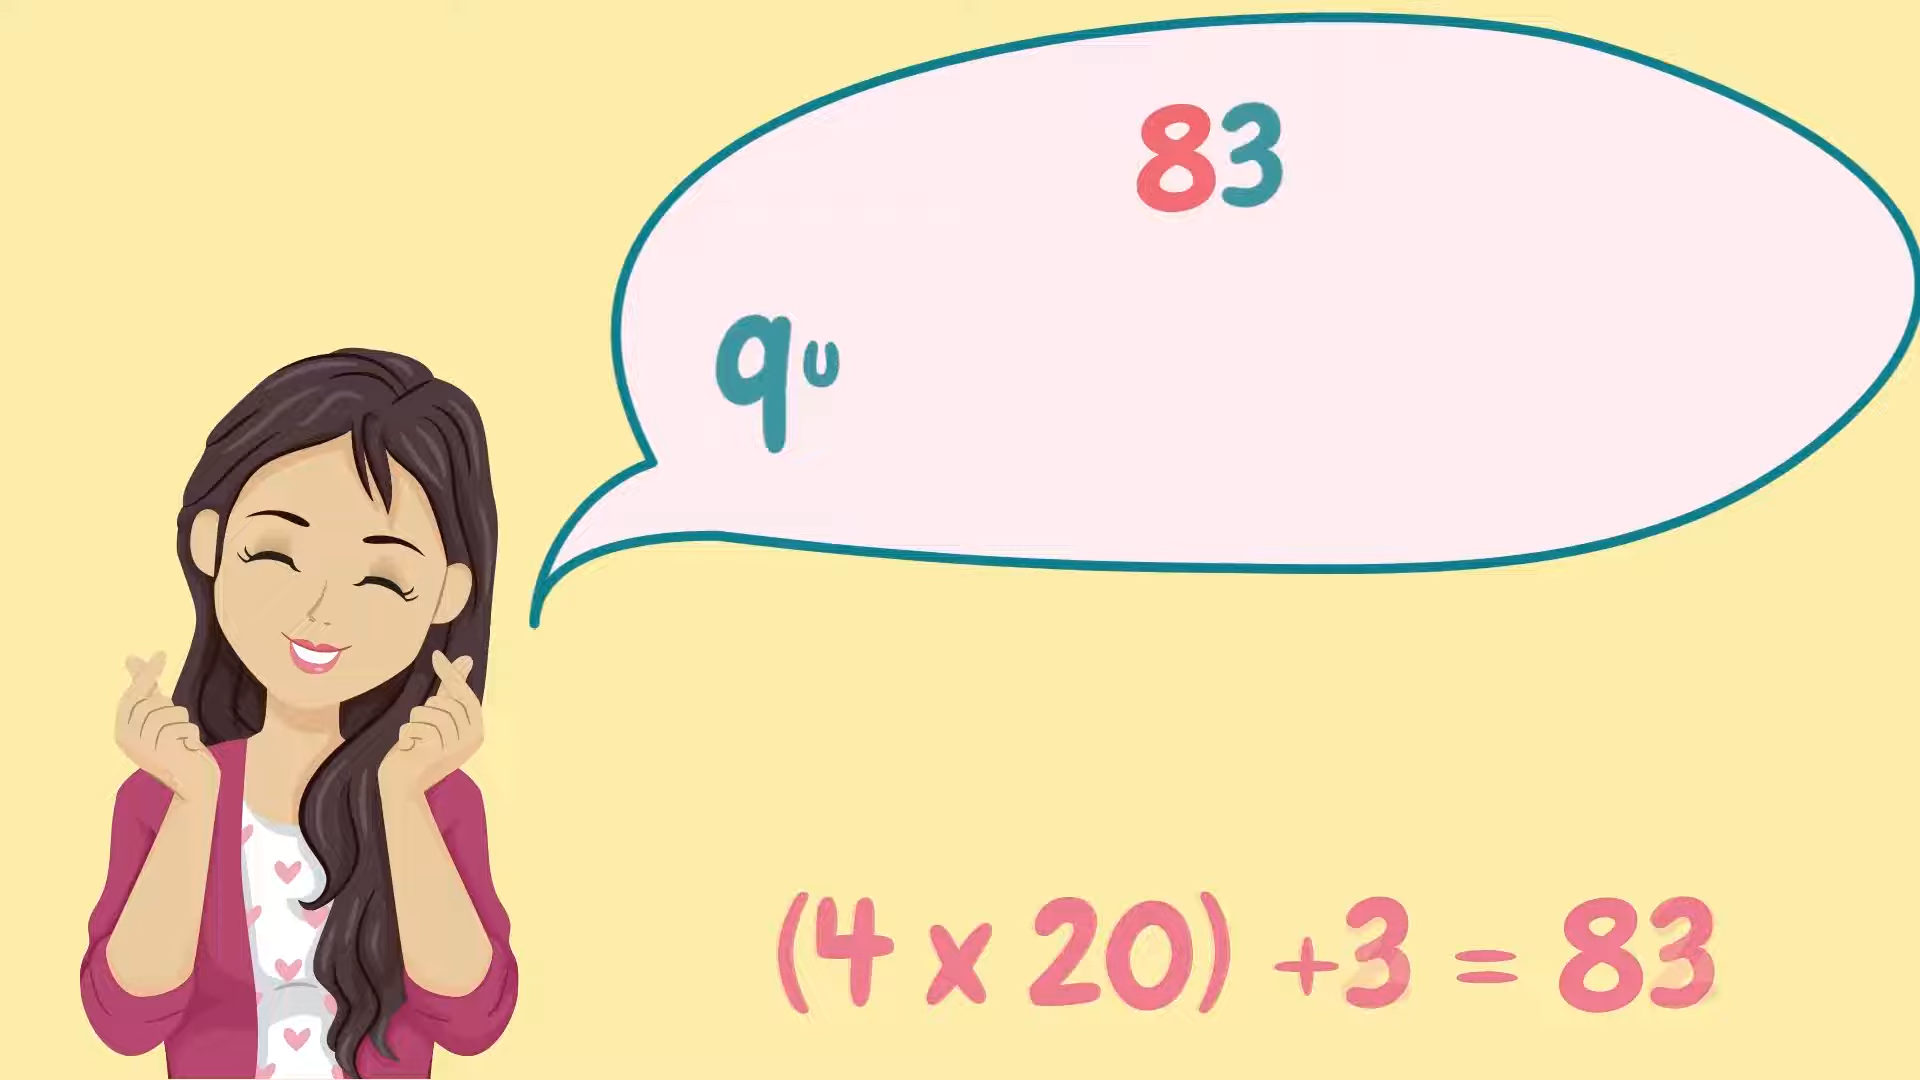 83
qu
(4 x 20) +3 = 83